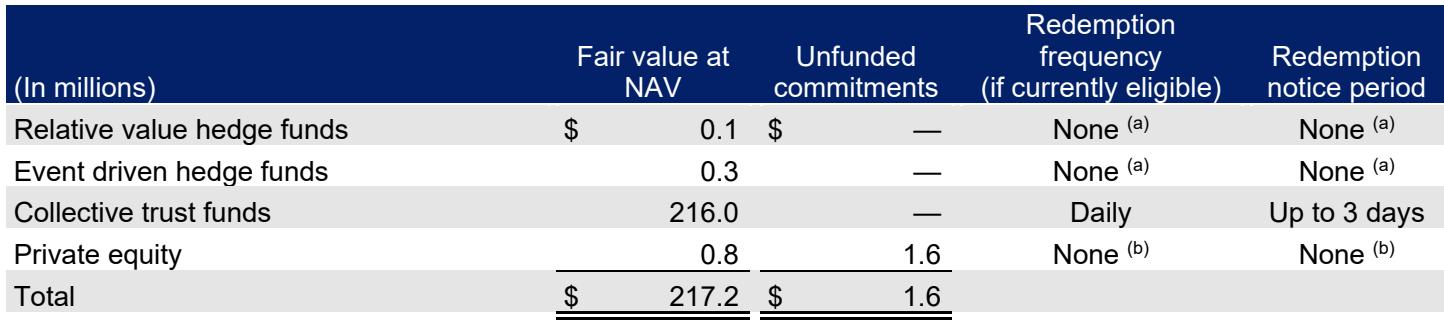 (In millions) Fair value at NAV Unfunded commitments Redemption frequency (if currently eligible) Redemption notice period
Relative value hedge funds $ 0.1 $ — None (a) None (a)
Event driven hedge funds 0.3 — None (a) None (a)
Collective trust funds 216.0 — Daily Up to 3 days
Private equity 0.8 1.6 None (b) None (b)
Total $ 217.2 $ 1.6